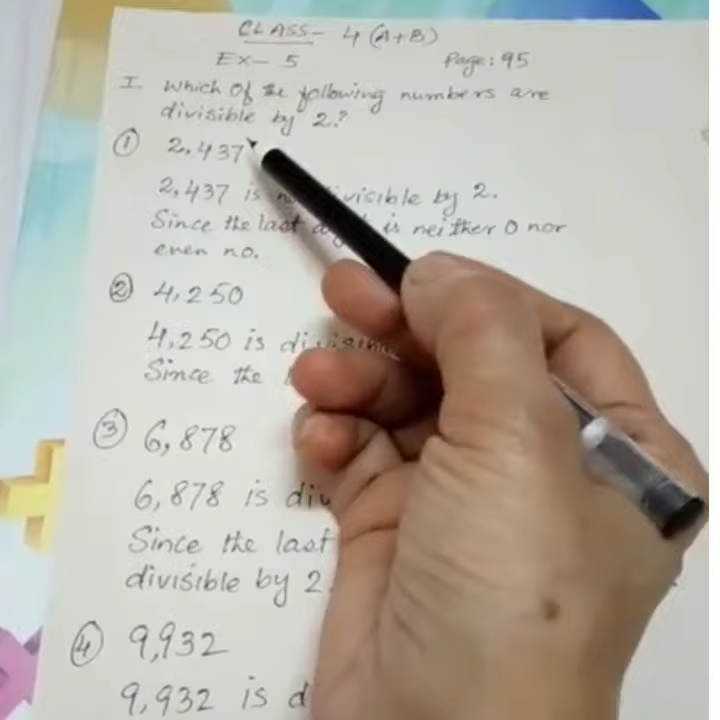 CLASS- 4 (A+B)
Ex- 5 Page: 95
I. Which Of the following numbers are
divisible by 2.?
① 2,437
2,437 is by 2.
Since the last is neither 0 nor
even no.
② 4,250
4,250 is
Since the
③ 6,878
6,878 is
Since the last
divisible by 2
④ 9,932
9,932 is